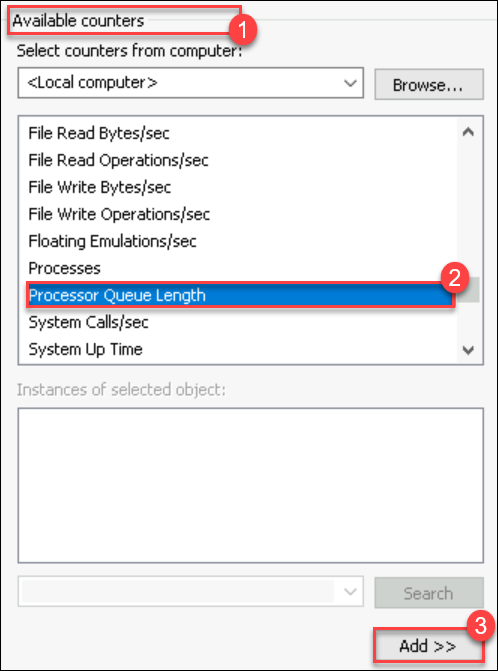 Available counters
1
Select counters from computer:
<Local computer>
Browse...
File Read Bytes/sec
File Read Operations/sec
File Write Bytes/sec
File Write Operations/sec
Floating Emulations/sec
Processes
2
Processor Queue Length
System Calls/sec
System Up Time
Instances of selected object:
Search
3
Add >>